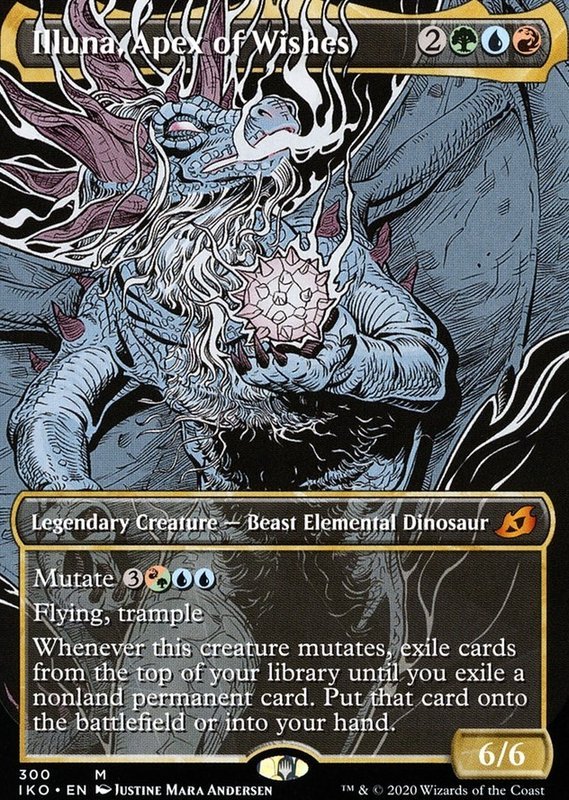 Illuna, Apex of Wishes 2
Legendary Creature — Beast Elemental Dinosaur
Mutate 3
Flying, trample
Whenever this creature mutates, exile cards
from the top of your library until you exile a
nonland permanent card. Put that card onto
the battlefield or into your hand.
6/6
300 M
IKO • EN Justine Mara Andersen
™ & © 2020 Wizards of the Coast